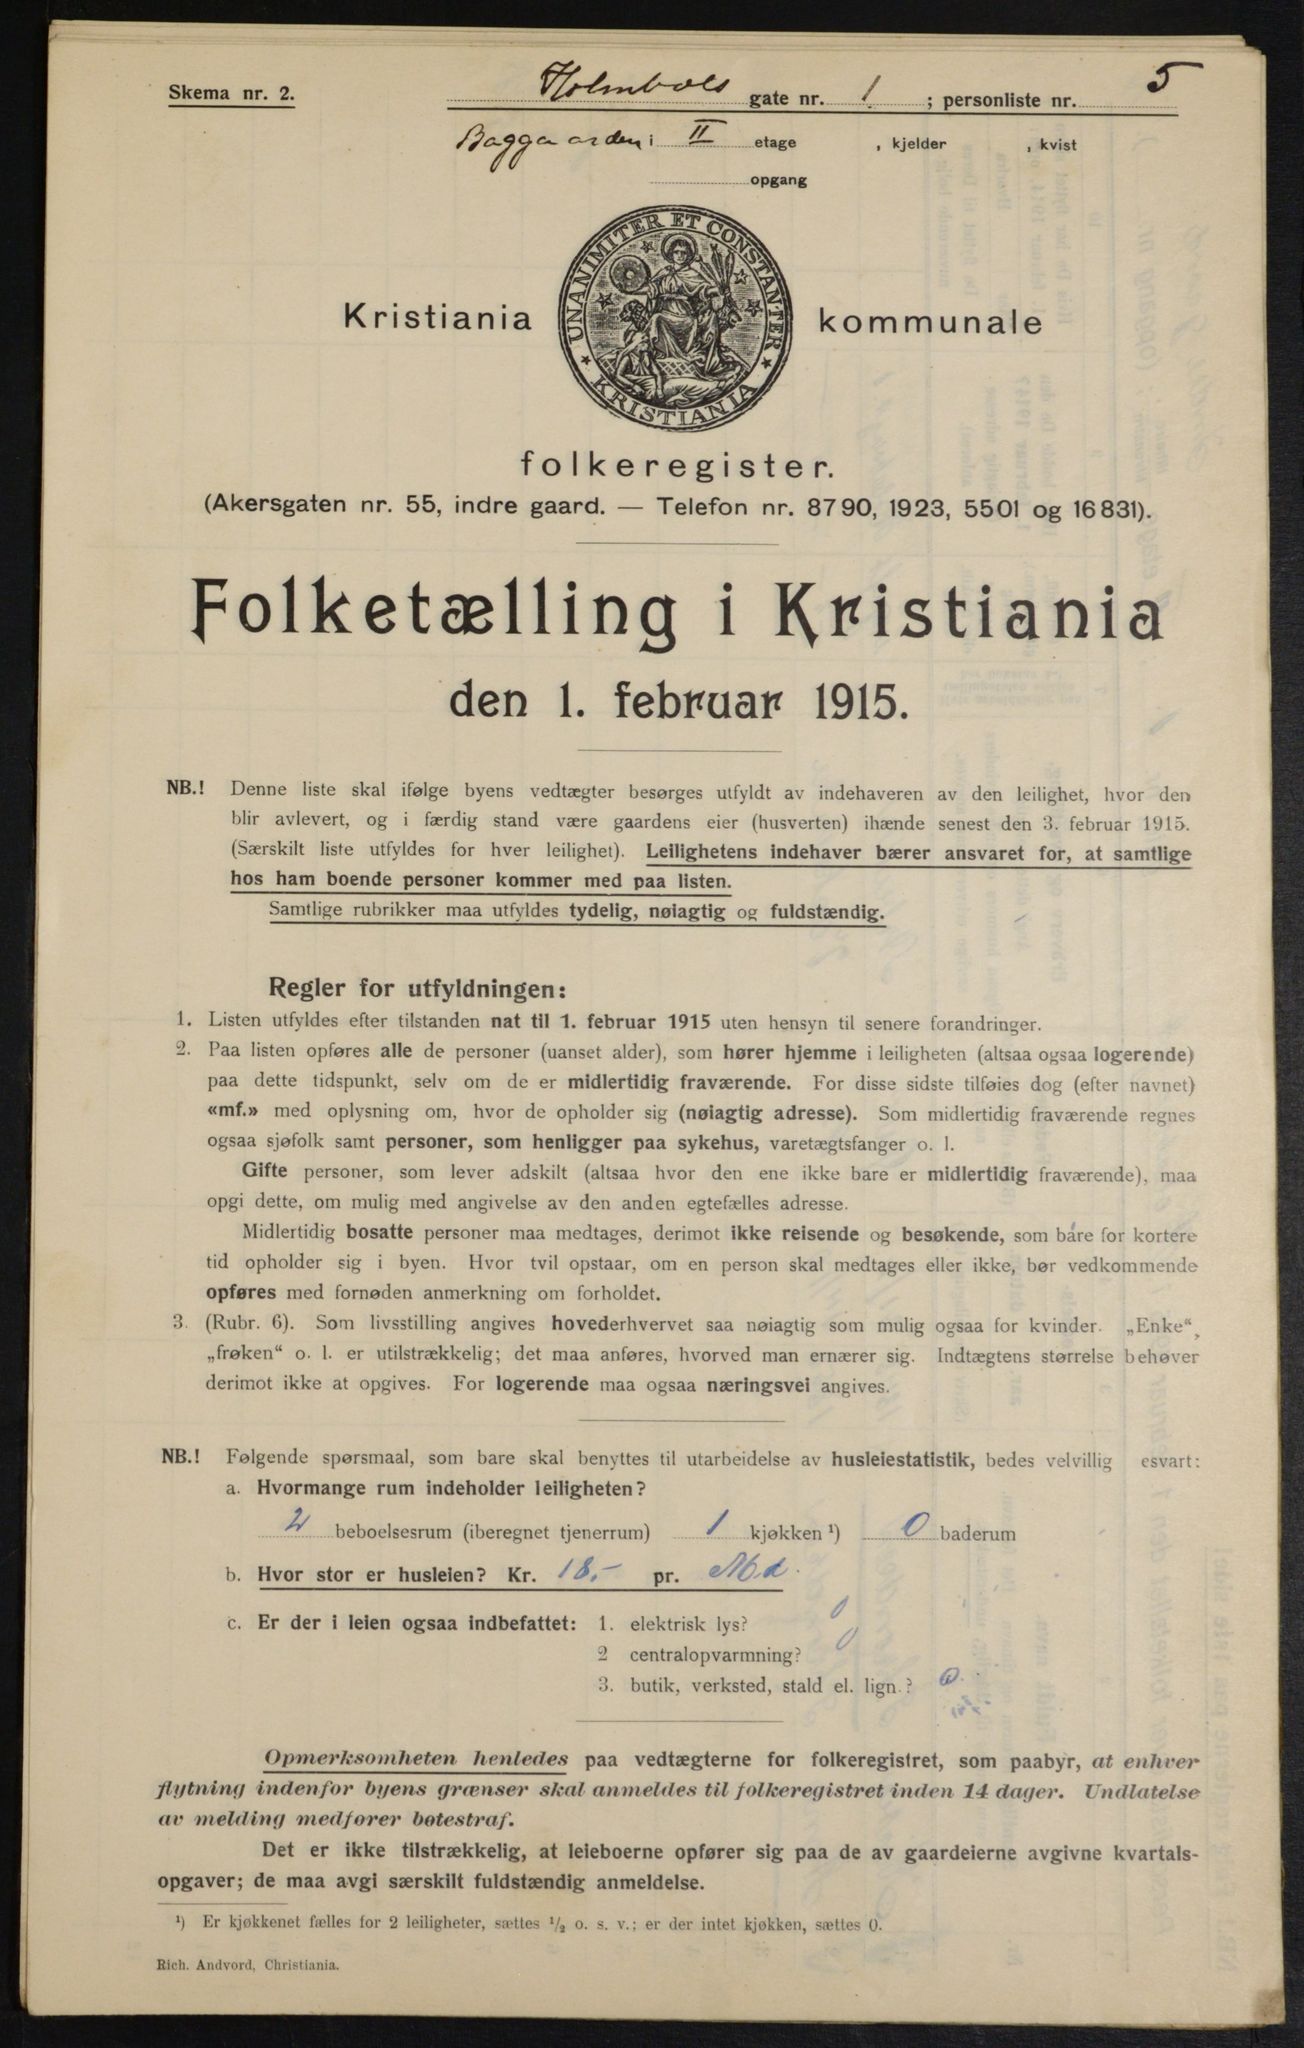 Skema nr. 2.
Holmbols gate nr. 1 ; personliste nr. 5
Baggaarden i II etage , kjelder , kvist
opgang
UNANIMITER ET CONSTANTER
KRISTIANIA
Kristiania kommunale
folkeregister.
(Akersgaten nr. 55, indre gaard. — Telefon nr. 8790, 1923, 5501 og 16831).
Folketælling i Kristiania
den 1. februar 1915.
NB.! Denne liste skal ifølge byens vedtægter besørges utfyldt av indehaveren av den leilighet, hvor den
blir avlevert, og i færdig stand være gaardens eier (husverten) ihænde senest den 3. februar 1915.
(Særskilt liste utfyldes for hver leilighet). Leilighetens indehaver bærer ansvaret for, at samtlige
hos ham boende personer kommer med paa listen.
Samtlige rubrikker maa utfyldes tydelig, nøiagtig og fuldstændig.
Regler for utfyldningen:
1. Listen utfyldes efter tilstanden nat til 1. februar 1915 uten hensyn til senere forandringer.
2. Paa listen opføres alle de personer (uanset alder), som hører hjemme i leiligheten (altsaa ogsaa logerende)
paa dette tidspunkt, selv om de er midlertidig fraværende. For disse sidste tilføies dog (efter navnet)
«mf.» med oplysning om, hvor de opholder sig (nøiagtig adresse). Som midlertidig fraværende regnes
ogsaa sjøfolk samt personer, som henligger paa sykehus, varetægtsfanger o. l.
Gifte personer, som lever adskilt (altsaa hvor den ene ikke bare er midlertidig fraværende), maa
opgi dette, om mulig med angivelse av den anden egtefælles adresse.
Midlertidig bosatte personer maa medtages, derimot ikke reisende og besøkende, som bare for kortere
tid opholder sig i byen. Hvor tvil opstaar, om en person skal medtages eller ikke, bør vedkommende
opføres med fornøden anmerkning om forholdet.
3. (Rubr. 6). Som livsstilling angives hovederhvervet saa nøiagtig som mulig ogsaa for kvinder. „Enke“,
„frøken“ o. l. er utilstrækkelig; det maa anføres, hvorved man ernærer sig. Indtægtens størrelse behøver
derimot ikke at opgives. For logerende maa ogsaa næringsvei angives.
NB.! Følgende spørsmaal, som bare skal benyttes til utarbeidelse av husleiestatistik, bedes velvillig esvart:
a. Hvormange rum indeholder leiligheten?
2 beboelsesrum (iberegnet tjenerrum) 1 kjøkken ¹) 0 baderum
b. Hvor stor er husleien? Kr. 18,- pr. Md.
c. Er der i leien ogsaa indbefattet: 1. elektrisk lys? 0
2 centralopvarmning? 0
3. butik, verksted, stald el. lign.? 0.
Opmerksomheten henledes paa vedtægterne for folkeregistret, som paabyr, at enhver
flytning indenfor byens grænser skal anmeldes til folkeregistret inden 14 dager. Undlatelse
av melding medfører bøtestraf.
Det er ikke tilstrækkelig, at leieboerne opfører sig paa de av gaardeierne avgivne kvartals-
opgaver; de maa avgi særskilt fuldstændig anmeldelse.
¹) Er kjøkkenet fælles for 2 leiligheter, sættes ½ o. s. v.; er der intet kjøkken, sættes 0.
Rich. Andvord, Christiania.